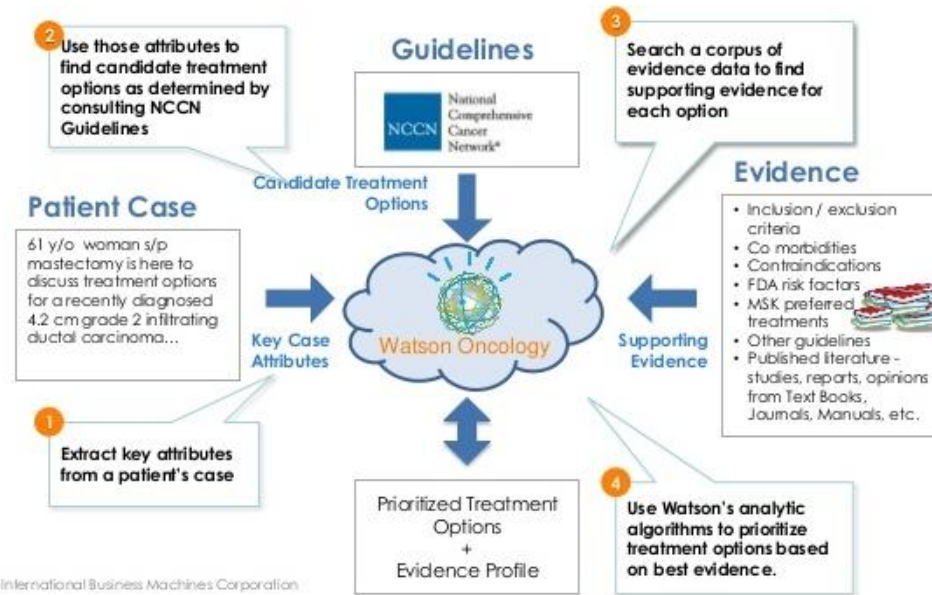 2
Use those attributes to
find candidate treatment
options as determined by
consulting NCCN
Guidelines
Guidelines
NCCN
National
Comprehensive
Cancer
Network®
3
Search a corpus of
evidence data to find
supporting evidence for
each option
Candidate Treatment
Options
Patient Case
61 y/o woman s/p
mastectomy is here to
discuss treatment options
for a recently diagnosed
4.2 cm grade 2 infiltrating
ductal carcinoma...
Key Case
Attributes
Watson Oncology
Supporting
Evidence
Evidence
• Inclusion / exclusion
criteria
• Co morbidities
• Contraindications
• FDA risk factors
• MSK preferred
treatments
• Other guidelines
• Published literature -
studies, reports, opinions
from Text Books,
Journals, Manuals, etc.
1
Extract key attributes
from a patient's case
Prioritized Treatment
Options
+
Evidence Profile
4
Use Watson's analytic
algorithms to prioritize
treatment options based
on best evidence.
International Business Machines Corporation